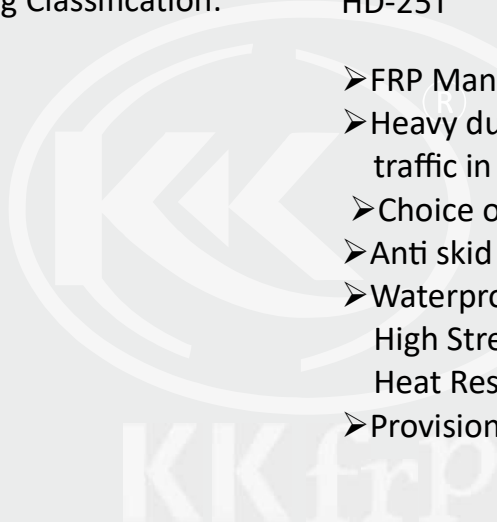 g Classification: HD-25T
➢FRP Man
➢Heavy du
traffic in
➢Choice o
➢Anti skid
➢Waterpro
High Stre
Heat Res
➢Provision
®
KK frp